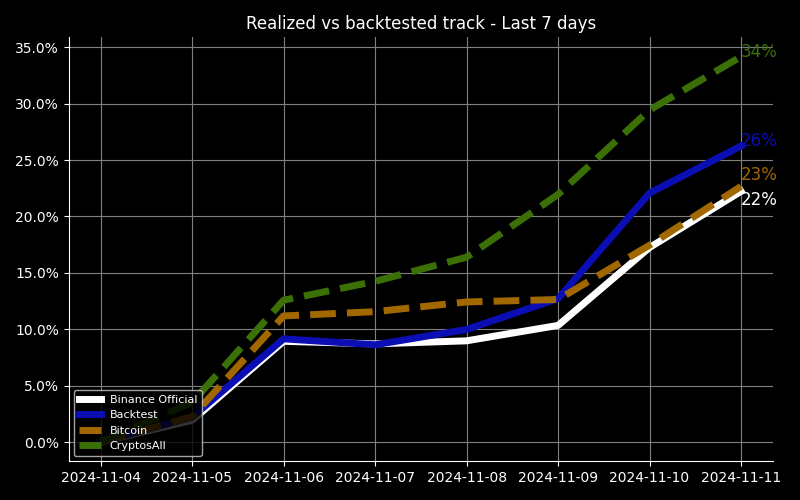 Realized vs backtested track - Last 7 days
35.0%
30.0%
25.0%
20.0%
15.0%
10.0%
5.0%
0.0%
34%
26%
23%
22%
Binance Official
Backtest
Bitcoin
CryptosAll
2024-11-04 2024-11-05 2024-11-06 2024-11-07 2024-11-08 2024-11-09 2024-11-10 2024-11-11